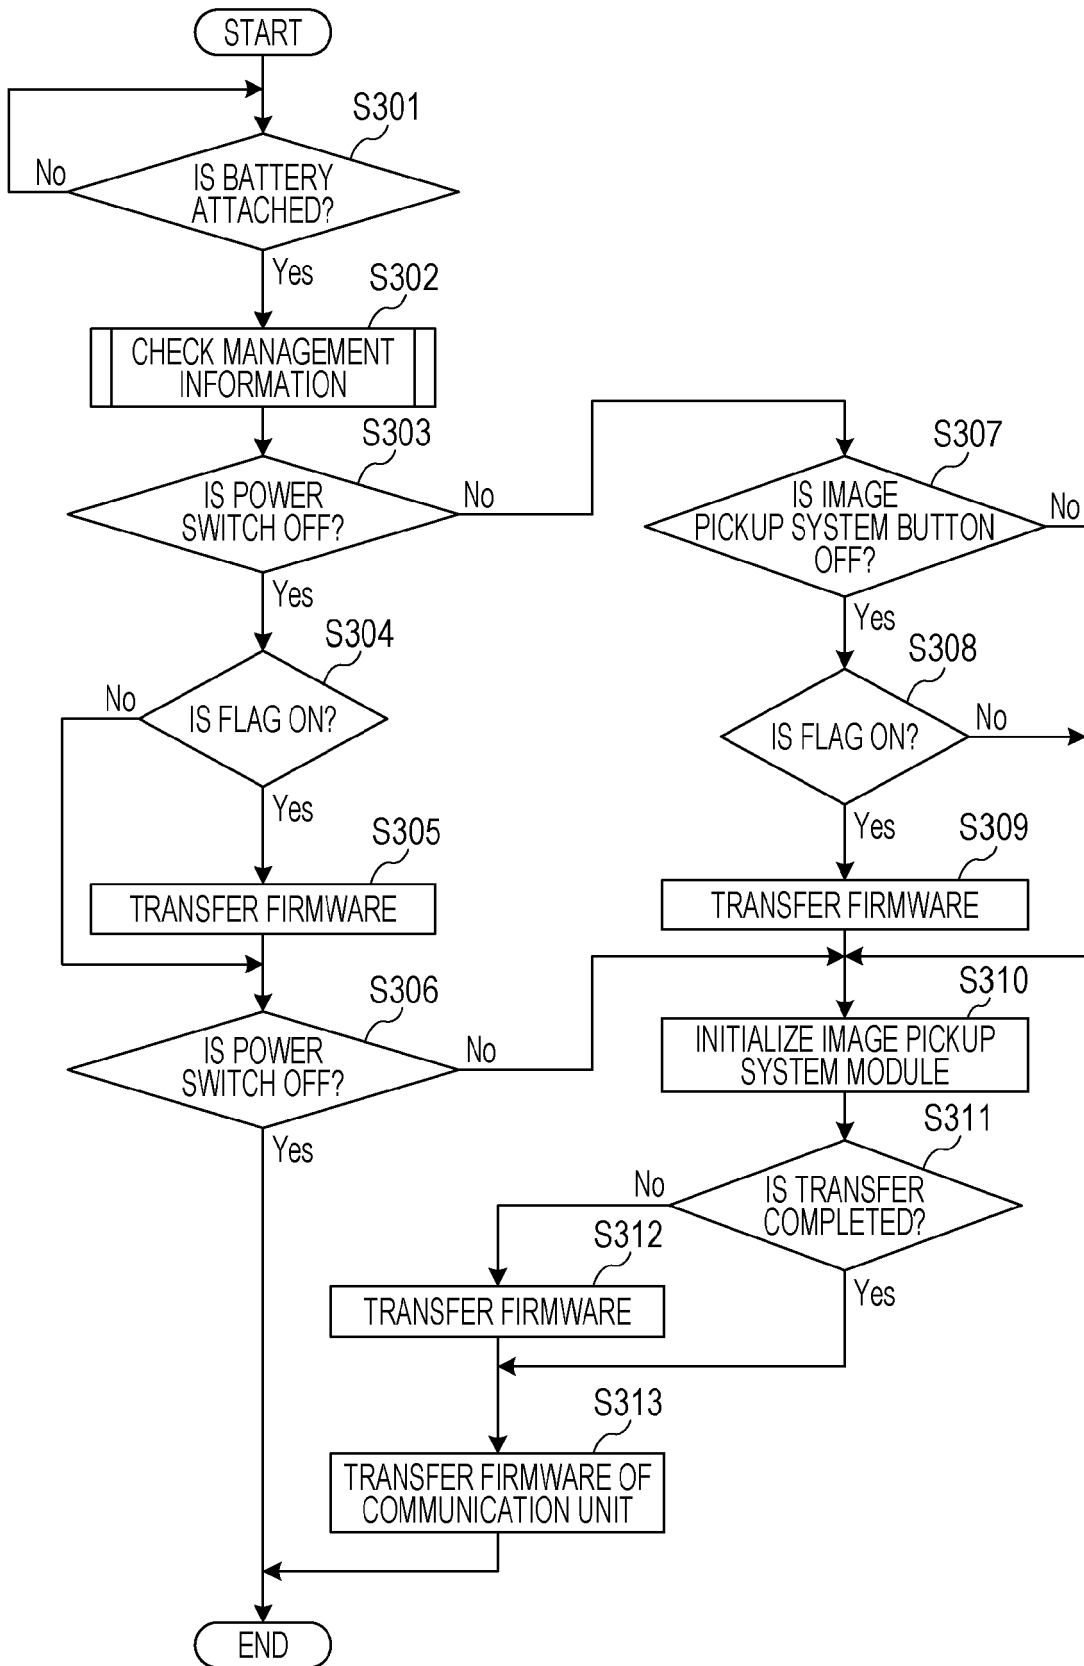 START
S301
No
IS BATTERY
ATTACHED?
Yes
S302
CHECK MANAGEMENT
INFORMATION
S303
IS POWER
SWITCH OFF?
No
Yes
S304
No
IS FLAG ON?
Yes
S305
TRANSFER FIRMWARE
S306
IS POWER
SWITCH OFF?
No
Yes
S307
IS IMAGE
PICKUP SYSTEM BUTTON
OFF?
No
Yes
S308
IS FLAG ON?
No
Yes
S309
TRANSFER FIRMWARE
S310
INITIALIZE IMAGE PICKUP
SYSTEM MODULE
S311
No
IS TRANSFER
COMPLETED?
Yes
S312
TRANSFER FIRMWARE
S313
TRANSFER FIRMWARE OF
COMMUNICATION UNIT
END